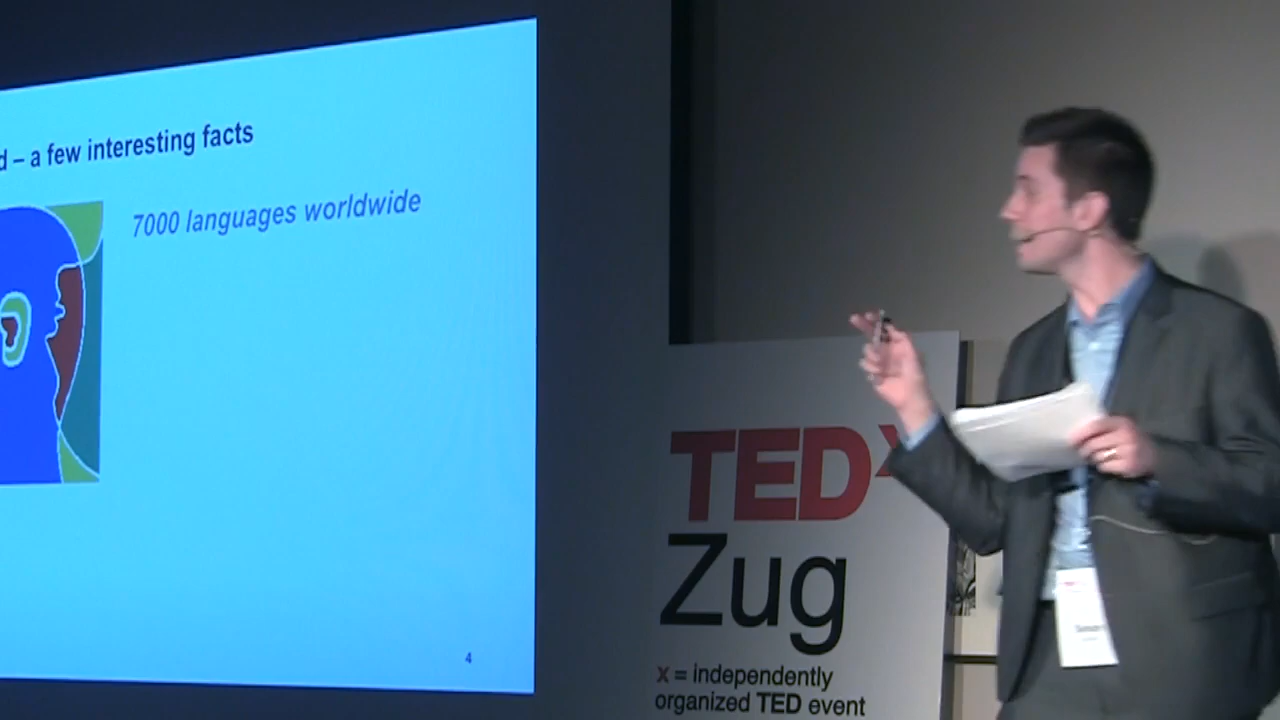 d – a few interesting facts
7000 languages worldwide
4
TEDx
Zug
x = independently
organized TED event